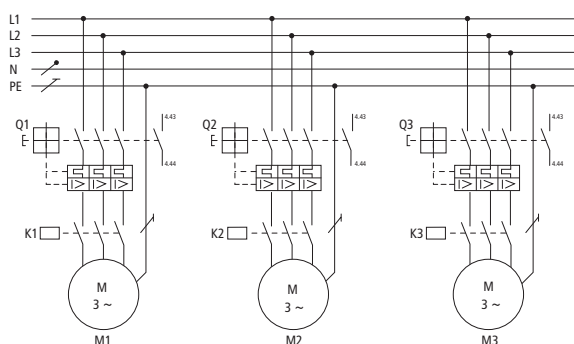 L1
L2
L3
N
PE
Q1
4.43
4.44
I>
I>
I>
K1
M
3 ~
M1
Q2
4.43
4.44
I>
I>
I>
K2
M
3 ~
M2
Q3
4.43
4.44
I>
I>
I>
K3
M
3 ~
M3